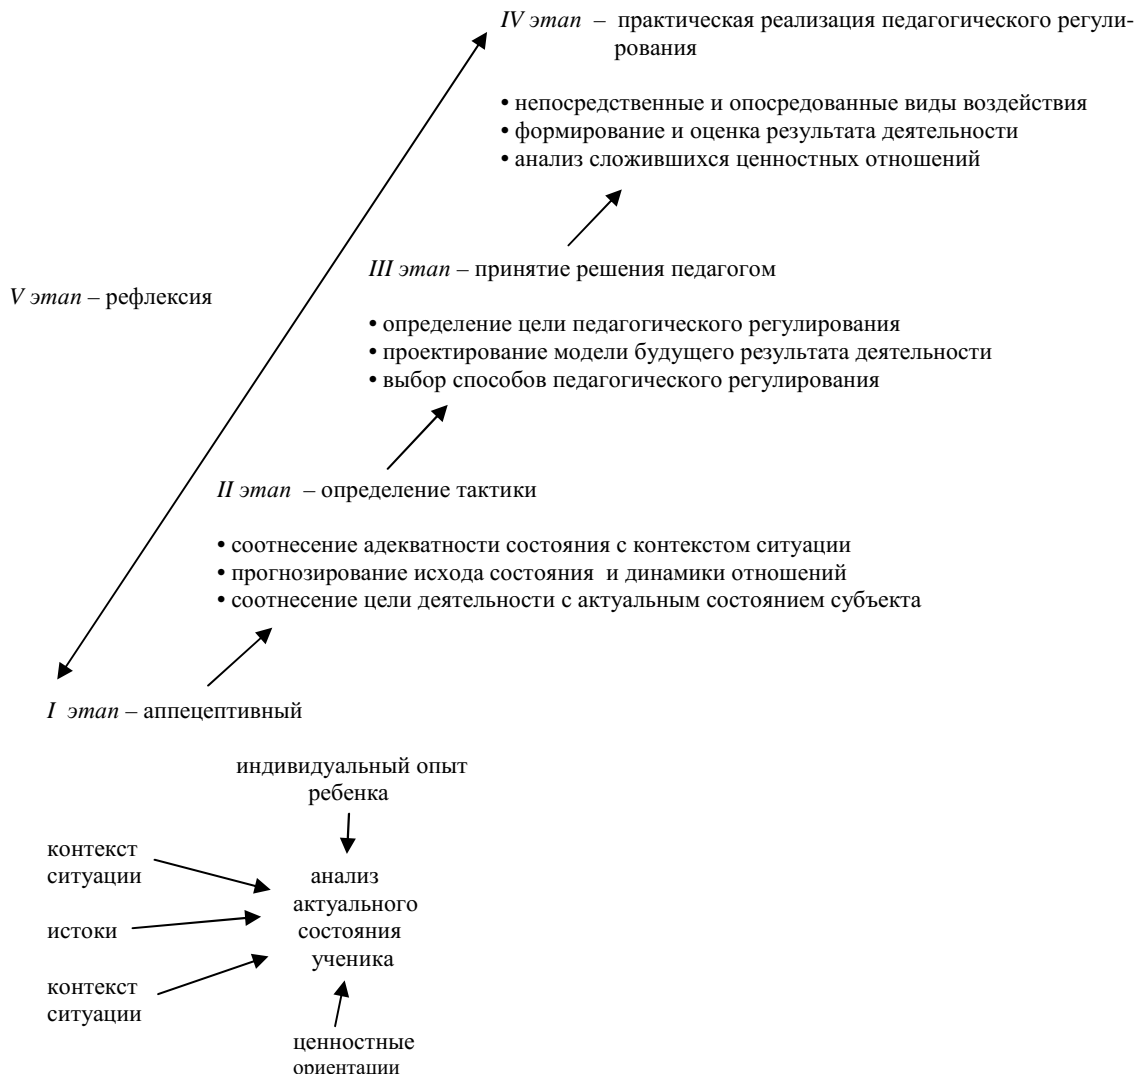 IV этап – практическая реализация педагогического регули-
рования
• непосредственные и опосредованные виды воздействия
• формирование и оценка результата деятельности
• анализ сложившихся ценностных отношений
III этап – принятие решения педагогом
V этап – рефлексия
• определение цели педагогического регулирования
• проектирование модели будущего результата деятельности
• выбор способов педагогического регулирования
II этап – определение тактики
• соотнесение адекватности состояния с контекстом ситуации
• прогнозирование исхода состояния и динамики отношений
• соотнесение цели деятельности с актуальным состоянием субъекта
I этап – аппецептивный
индивидуальный опыт
ребенка
контекст
ситуации
истоки
контекст
ситуации
анализ
актуального
состояния
ученика
ценностные
ориентации